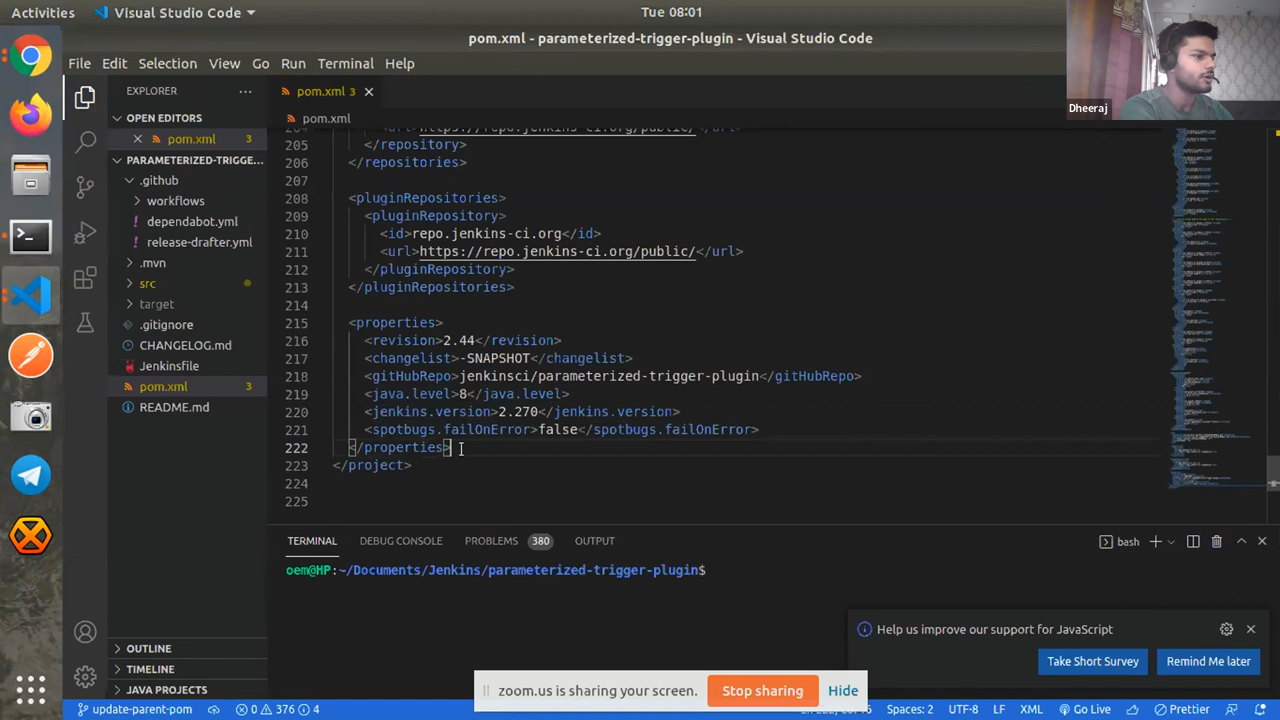 Activities
Visual Studio Code
Tue 08:01
pom.xml - parameterized-trigger-plugin - Visual Studio Code
File Edit Selection View Go Run Terminal Help
Dheeraj
EXPLORER
OPEN EDITORS
pom.xml 3
PARAMETERIZED-TRIGGE...
.github
workflows
dependabot.yml
release-drafter.yml
.mvn
src
target
.gitignore
CHANGELOG.md
Jenkinsfile
pom.xml 3
README.md
OUTLINE
TIMELINE
JAVA PROJECTS
pom.xml 3
pom.xml
204 <url>https://repo.jenkins-ci.org/public/</url>
205 </repository>
206 </repositories>
207
208 <pluginRepositories>
209 <pluginRepository>
210 <id>repo.jenkins-ci.org</id>
211 <url>https://repo.jenkins-ci.org/public/</url>
212 </pluginRepository>
213 </pluginRepositories>
214
215 <properties>
216 <revision>2.44</revision>
217 <changelist>-SNAPSHOT</changelist>
218 <gitHubRepo>jenkinsci/parameterized-trigger-plugin</gitHubRepo>
219 <java.level>8</java.level>
220 <jenkins.version>2.270</jenkins.version>
221 <spotbugs.failOnError>false</spotbugs.failOnError>
222 </properties>
223 </project>
224
225
TERMINAL DEBUG CONSOLE PROBLEMS 380 OUTPUT
bash
oem@HP:~/Documents/Jenkins/parameterized-trigger-plugin$
Help us improve our support for JavaScript
Take Short Survey
Remind Me later
zoom.us is sharing your screen.
Stop sharing
Hide
update-parent-pom
0 376 4
Spaces: 2
UTF-8
LF
XML
Go Live
Prettier